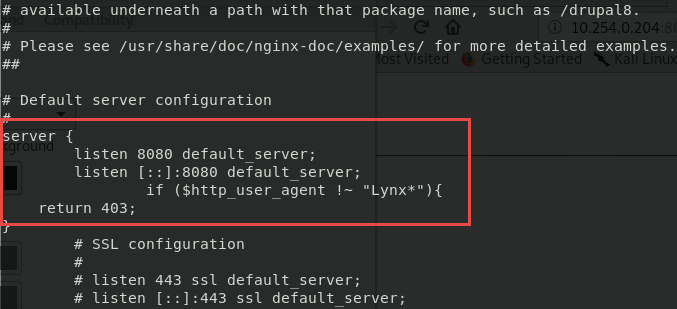 # available underneath a path with that package name, such as /drupal8.
#
# Please see /usr/share/doc/nginx-doc/examples/ for more detailed examples.
##
# Default server configuration
#
server {
listen 8080 default_server;
listen [::]:8080 default_server;
if ($http_user_agent !~ "Lynx*"){
return 403;
}
# SSL configuration
#
# listen 443 ssl default_server;
# listen [::]:443 ssl default_server;
10.254.0.204:80
Most Visited
Getting Started
Kali Linux